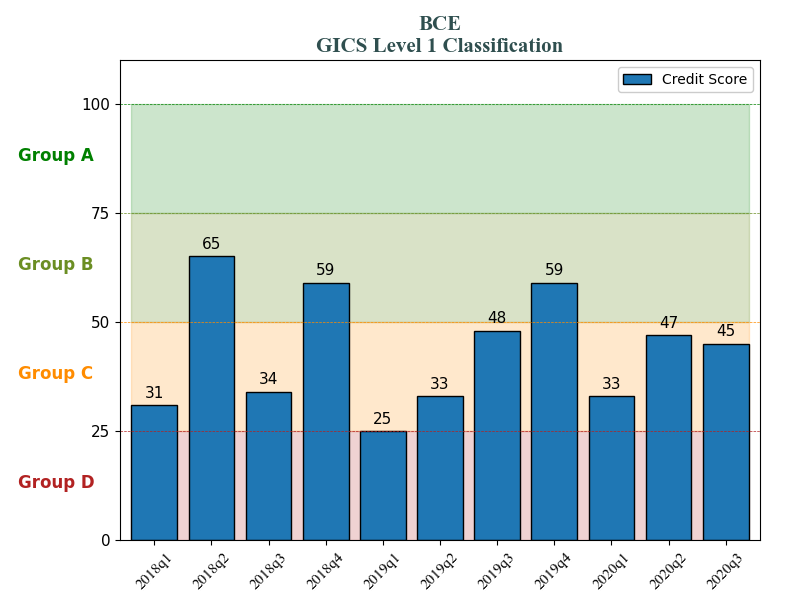 BCE
GICS Level 1 Classification
Credit Score
100
Group A
75
65
Group B
59
59
50
48
47
45
Group C
34
33
33
31
25
25
Group D
0
2018q1 2018q2 2018q3 2018q4 2019q1 2019q2 2019q3 2019q4 2020q1 2020q2 2020q3